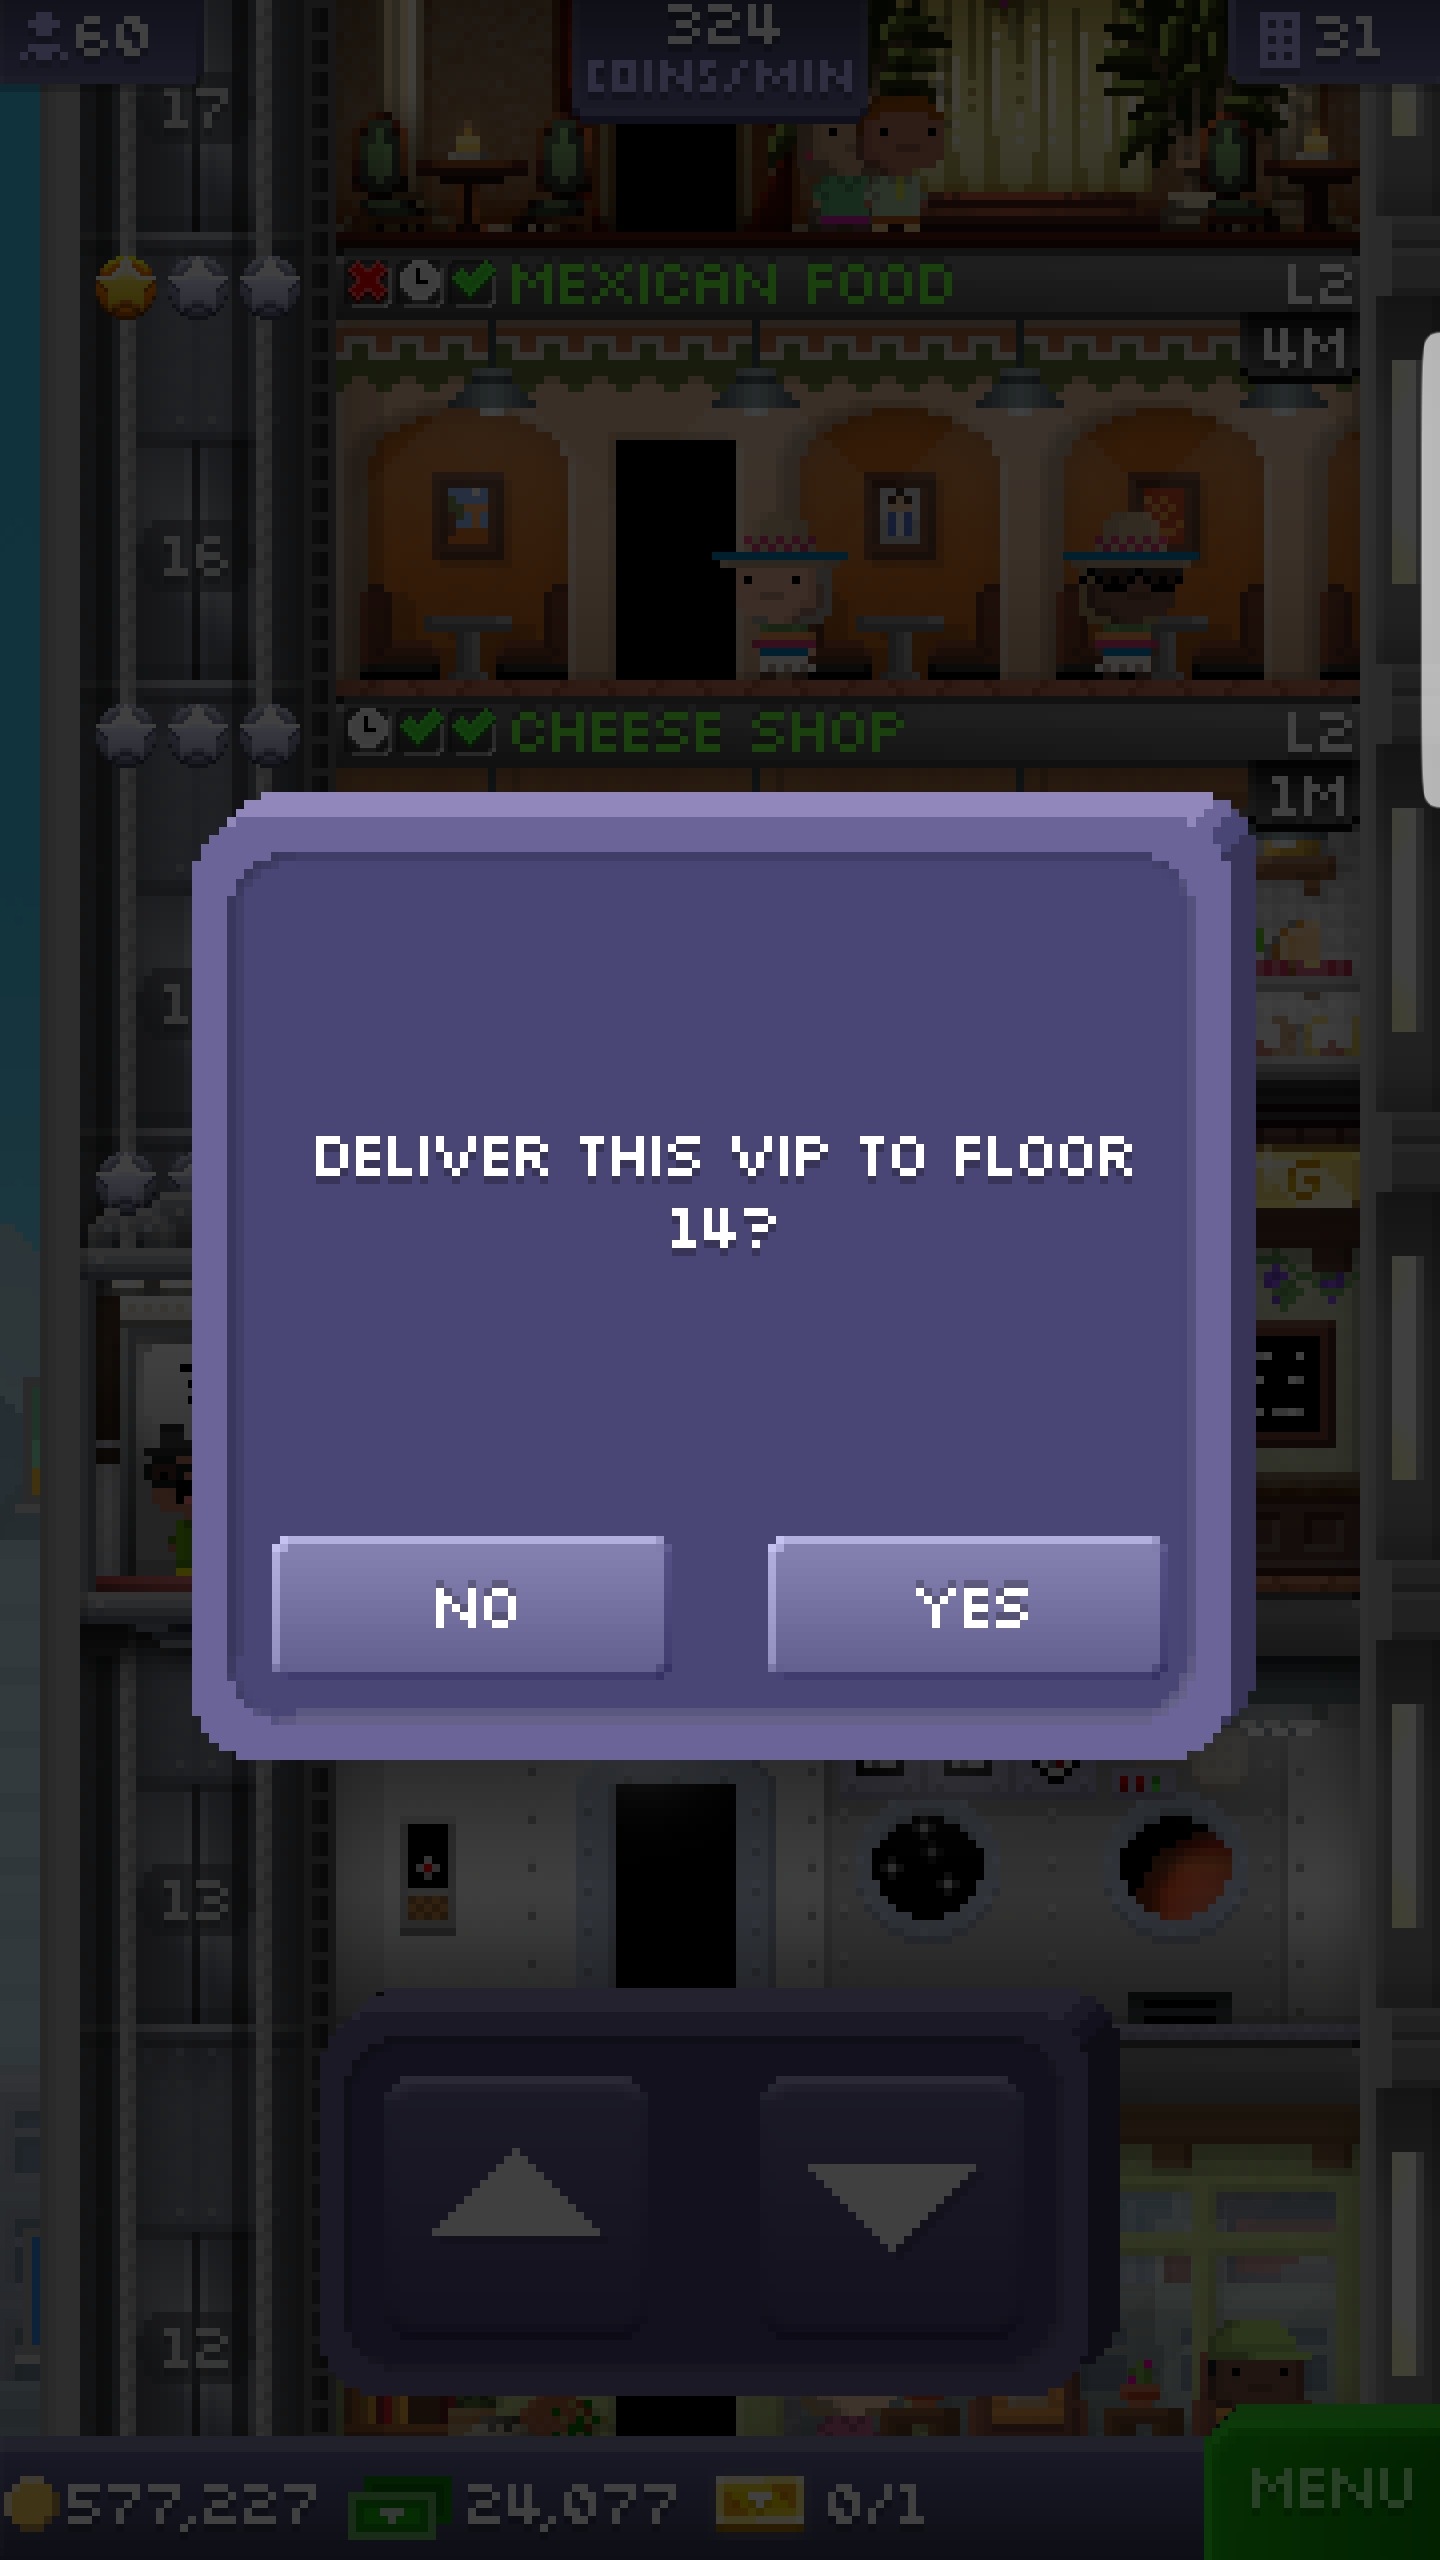 60
324
COINS/MIN
31
17
MEXICAN FOOD
L2
4M
16
CHEESE SHOP
L2
1M
1
G
DELIVER THIS VIP TO FLOOR
14?
NO
YES
13
12
577,227
24,077
0/1
MENU